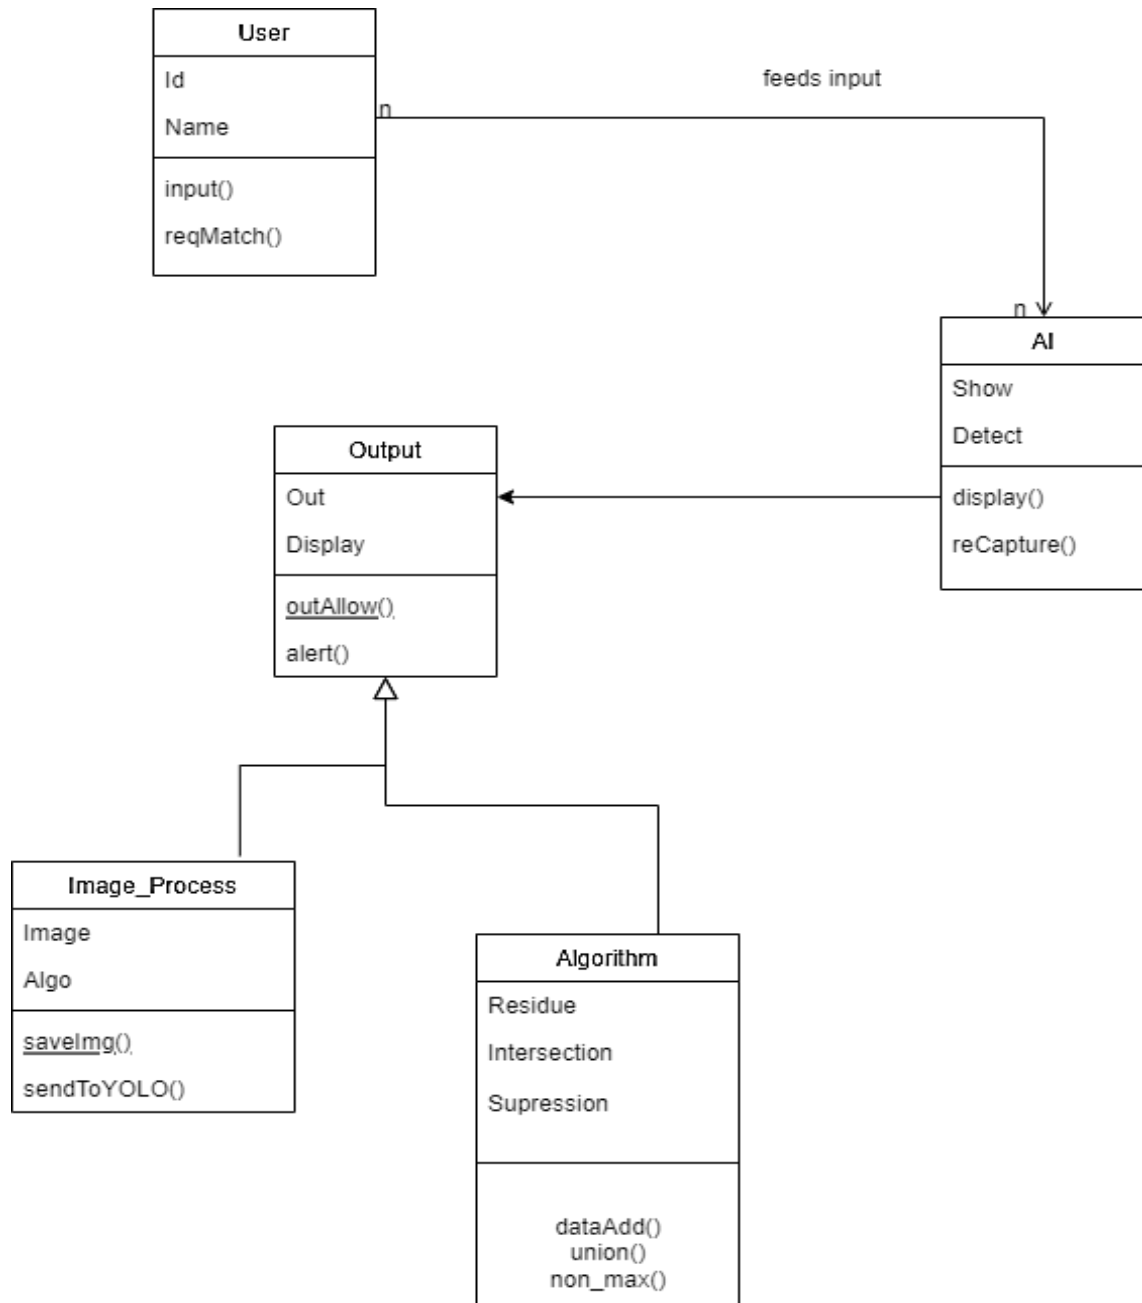 User
Id
Name
input()
reqMatch()
n
feeds input
n
AI
Show
Detect
display()
reCapture()
Output
Out
Display
outAllow()
alert()
Image_Process
Image
Algo
saveImg()
sendToYOLO()
Algorithm
Residue
Intersection
Supression
dataAdd()
union()
non_max()